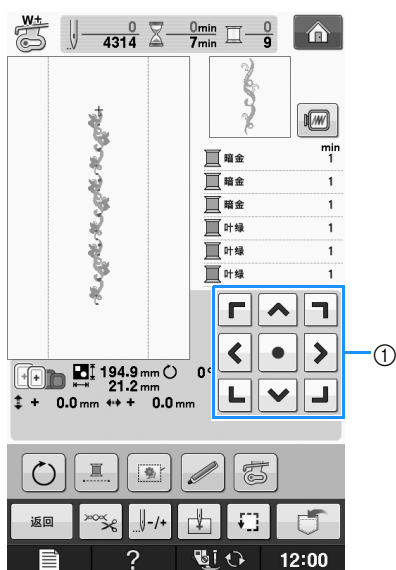 W+
0
4314
0min
7min
0
9
min
暗金 1
暗金 1
暗金 1
叶绿 1
叶绿 1
叶绿 1
①
194.9 mm 0°
21.2 mm
+ 0.0 mm + 0.0 mm
返回
-/+
?
12:00